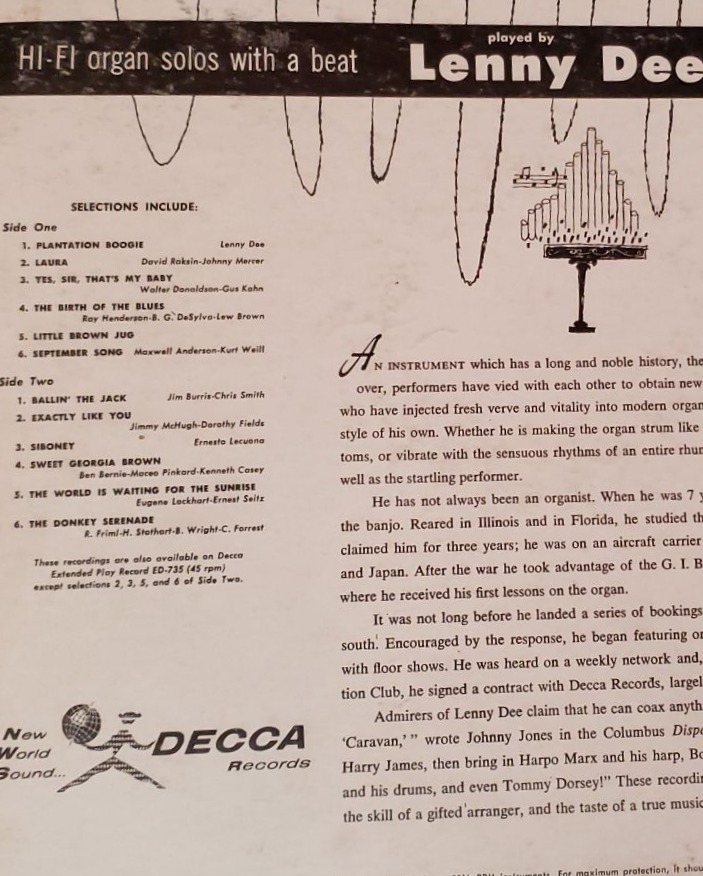 HI-FI organ solos with a beat
played by
Lenny Dee
SELECTIONS INCLUDE:
Side One
1. PLANTATION BOOGIE Lenny Dee
2. LAURA David Raksin-Johnny Mercer
3. YES, SIR, THAT'S MY BABY
Walter Donaldson-Gus Kahn
4. THE BIRTH OF THE BLUES
Ray Henderson-B. G. DeSylva-Lew Brown
5. LITTLE BROWN JUG
6. SEPTEMBER SONG Maxwell Anderson-Kurt Weill
Side Two
1. BALLIN' THE JACK Jim Burris-Chris Smith
2. EXACTLY LIKE YOU
Jimmy McHugh-Dorothy Fields
3. SIBONEY Ernesto Lecuona
4. SWEET GEORGIA BROWN
Ben Bernie-Maceo Pinkard-Kenneth Casey
5. THE WORLD IS WAITING FOR THE SUNRISE
Eugene Lockhart-Ernest Seitz
6. THE DONKEY SERENADE
R. Friml-H. Stothart-B. Wright-C. Forrest
These recordings are also available on Decca
Extended Play Record ED-735 (45 rpm)
except selections 2, 3, 5, and 6 of Side Two.
New
World
Sound...
DECCA
Records
AN INSTRUMENT which has a long and noble history, the
over, performers have vied with each other to obtain new
who have injected fresh verve and vitality into modern organ
style of his own. Whether he is making the organ strum like
toms, or vibrate with the sensuous rhythms of an entire rhu
well as the startling performer.
He has not always been an organist. When he was 7 y
the banjo. Reared in Illinois and in Florida, he studied th
claimed him for three years; he was on an aircraft carrier
and Japan. After the war he took advantage of the G. I. B
where he received his first lessons on the organ.
It was not long before he landed a series of bookings
south. Encouraged by the response, he began featuring or
with floor shows. He was heard on a weekly network and,
tion Club, he signed a contract with Decca Records, largel
Admirers of Lenny Dee claim that he can coax anyth
'Caravan,' " wrote Johnny Jones in the Columbus Dispa
Harry James, then bring in Harpo Marx and his harp, Bo
and his drums, and even Tommy Dorsey!" These recordin
the skill of a gifted arranger, and the taste of a true music
For maximum protection, it shou